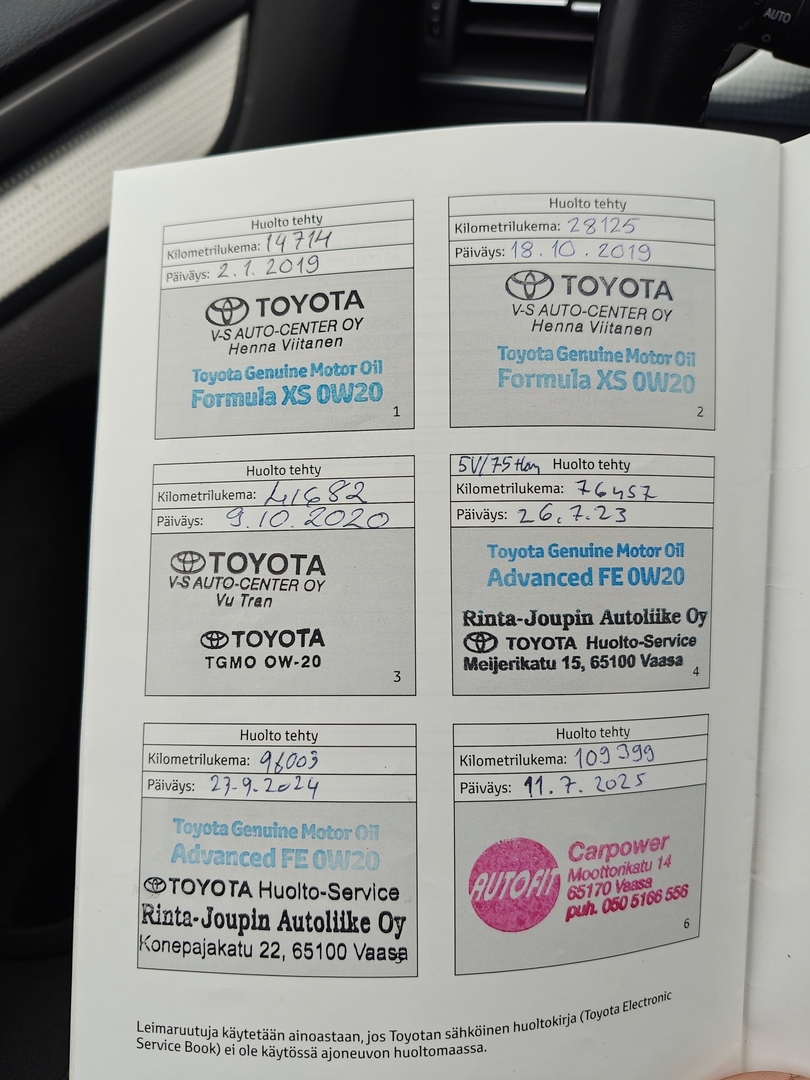 AUTO
Huolto tehty
Kilometrilukema: 14714
Päiväys: 2.1.2019
TOYOTA
V-S AUTO-CENTER OY
Henna Viitanen
Toyota Genuine Motor Oil
Formula XS 0W20
1
Huolto tehty
Kilometrilukema: 28125
Päiväys: 18.10.2019
TOYOTA
V-S AUTO-CENTER OY
Henna Viitanen
Toyota Genuine Motor Oil
Formula XS 0W20
2
Huolto tehty
Kilometrilukema: 41682
Päiväys: 9.10.2020
TOYOTA
V-S AUTO-CENTER OY
Vu Tran
TOYOTA
TGMO 0W-20
3
5V/75 Huolto tehty
Kilometrilukema: 76457
Päiväys: 26.7.23
Toyota Genuine Motor Oil
Advanced FE 0W20
Rinta-Joupin Autoliike Oy
TOYOTA Huolto-Service
Meijerikatu 15, 65100 Vaasa
4
Huolto tehty
Kilometrilukema: 96003
Päiväys: 27.9.2024
Toyota Genuine Motor Oil
Advanced FE 0W20
TOYOTA Huolto-Service
Rinta-Joupin Autoliike Oy
Konepajakatu 22, 65100 Vaasa
5
Huolto tehty
Kilometrilukema: 109399
Päiväys: 11.7.2025
AUTOFIT
Carpower
Moottorikatu 14
65170 Vaasa
puh. 050 5166 556
6
Leimaruutuja käytetään ainoastaan, jos Toyotan sähköinen huoltokirja (Toyota Electronic
Service Book) ei ole käytössä ajoneuvon huoltomaassa.